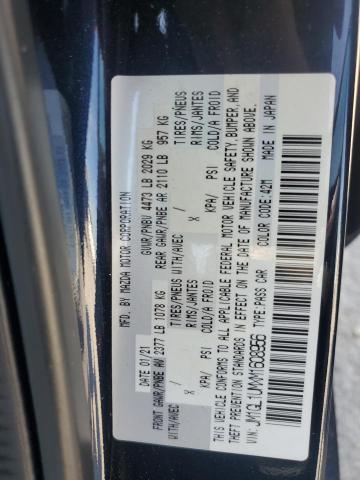 MFD. BY MAZDA MOTOR CORPORATION
DATE 07/21 GVWR/PNBV 4473 LB 2029 KG
FRONT GAWR/PNBE AV 2377 LB 1078 KG REAR GAWR/PNBE AR 2110 LB 957 KG
WITH/AVEC TIRES/PNEUS WITH/AVEC TIRES/PNEUS
X RIMS/JANTES X RIMS/JANTES
KPA/ PSI COLD/A FROID KPA/ PSI COLD/A FROID
THIS VEHICLE CONFORMS TO ALL APPLICABLE FEDERAL MOTOR VEHICLE SAFETY, BUMPER, AND
THEFT PREVENTION STANDARDS IN EFFECT ON THE DATE OF MANUFACTURE SHOWN ABOVE.
VIN: TYPE:PASS CAR COLOR CODE:42M MADE IN JAPAN